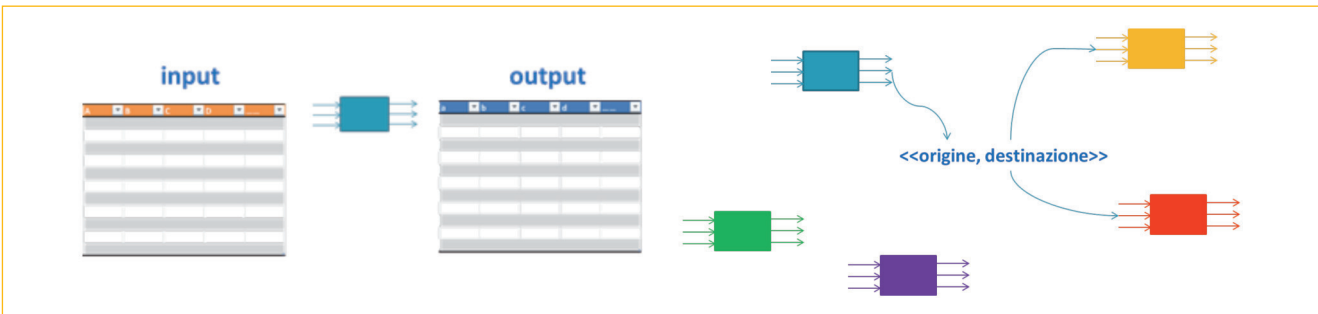 input
output
A B C D ......
a b c d ......
<<origine, destinazione>>